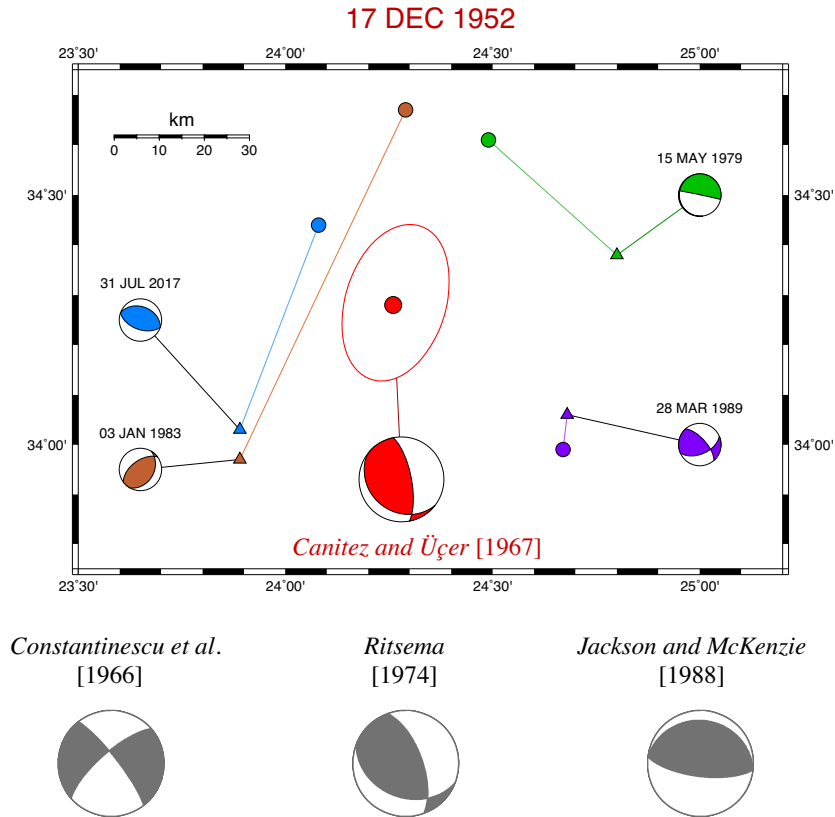 17 DEC 1952
23˚30' 24˚00' 24˚30' 25˚00'
km
0 10 20 30
15 MAY 1979
34˚30' 34˚30'
31 JUL 2017
03 JAN 1983
28 MAR 1989
34˚00' 34˚00'
Canitez and Üçer [1967]
23˚30' 24˚00' 24˚30' 25˚00'
Constantinescu et al. Ritsema Jackson and McKenzie
[1966] [1974] [1988]